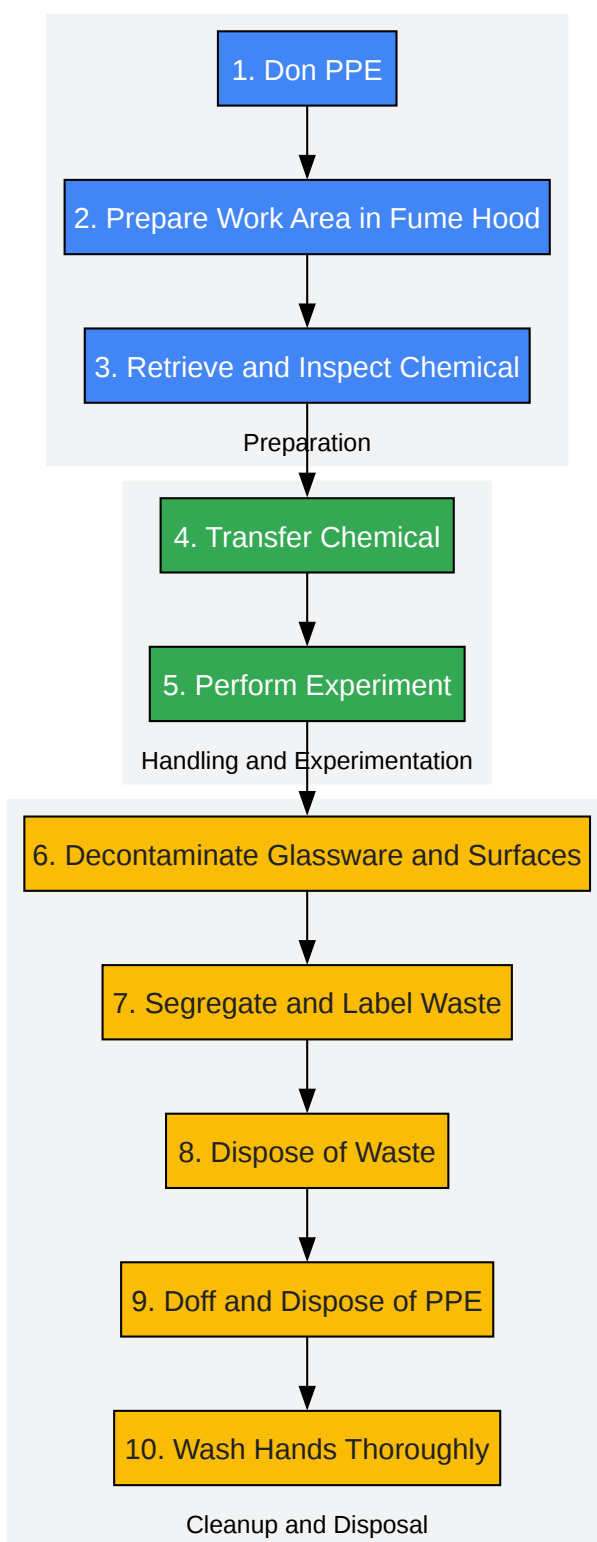 1. Don PPE
2. Prepare Work Area in Fume Hood
3. Retrieve and Inspect Chemical
Preparation
4. Transfer Chemical
5. Perform Experiment
Handling and Experimentation
6. Decontaminate Glassware and Surfaces
7. Segregate and Label Waste
8. Dispose of Waste
9. Doff and Dispose of PPE
10. Wash Hands Thoroughly
Cleanup and Disposal